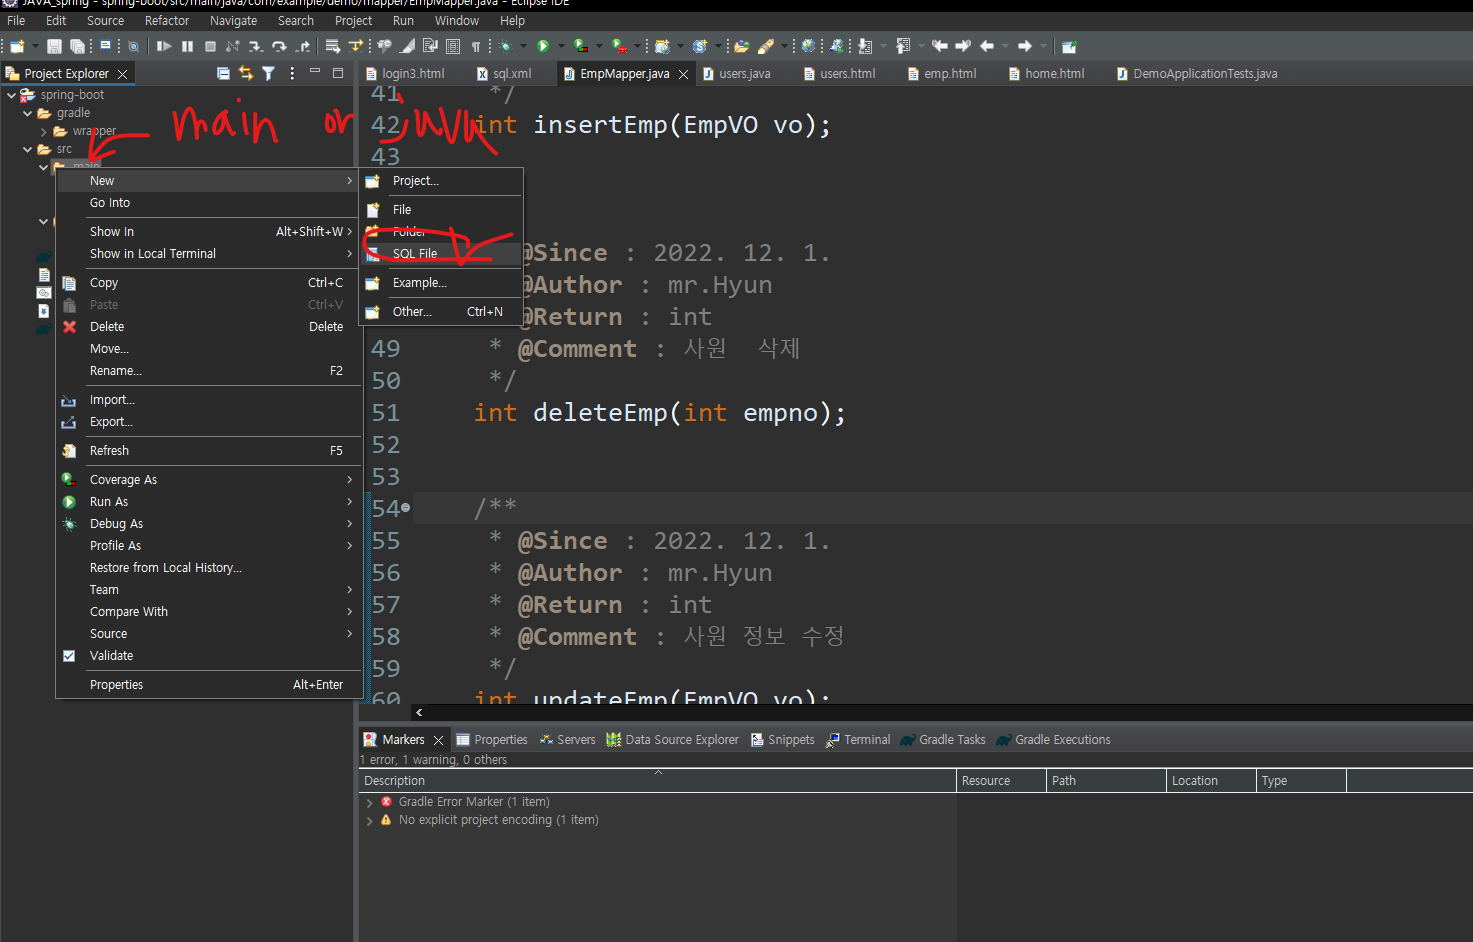 JAVA_spring - spring-boot/src/main/java/com/example/demo/mapper/EmpMapper.java - Eclipse IDE
File Edit Source Refactor Navigate Search Project Run Window Help
Project Explorer
login3.html sql.xml EmpMapper.java users.java users.html emp.html home.html DemoApplicationTests.java
spring-boot
gradle
wrapper
src
main
main or java
New
Go Into
Show In Alt+Shift+W
Show in Local Terminal
Copy Ctrl+C
Paste Ctrl+V
Delete Delete
Move...
Rename... F2
Import...
Export...
Refresh F5
Coverage As
Run As
Debug As
Profile As
Restore from Local History...
Team
Compare With
Source
Validate
Properties Alt+Enter
Project...
File
Folder
SQL File
Example...
Other... Ctrl+N
41 */
42 int insertEmp(EmpVO vo);
43
@Since : 2022. 12. 1.
@Author : mr.Hyun
@Return : int
49 * @Comment : 사원 삭제
50 */
51 int deleteEmp(int empno);
52
53
54 /**
55 * @Since : 2022. 12. 1.
56 * @Author : mr.Hyun
57 * @Return : int
58 * @Comment : 사원 정보 수정
59 */
60 int updateEmp(EmpVO vo);
Markers Properties Servers Data Source Explorer Snippets Terminal Gradle Tasks Gradle Executions
1 error, 1 warning, 0 others
Description Resource Path Location Type
Gradle Error Marker (1 item)
No explicit project encoding (1 item)